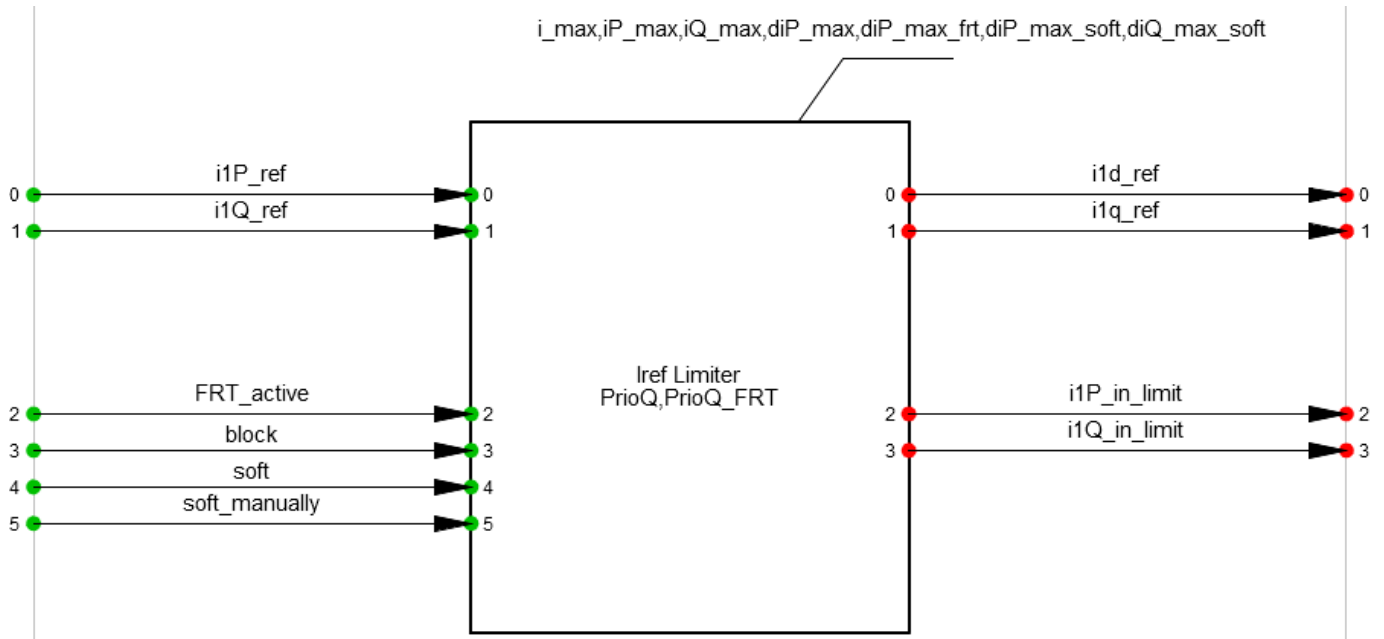 i_max,iP_max,iQ_max,diP_max,diP_max_frt,diP_max_soft,diQ_max_soft
i1P_ref
i1d_ref
0 0 0 0
i1Q_ref
i1q_ref
1 1 1 1
Iref Limiter
PrioQ,PrioQ_FRT
FRT_active
i1P_in_limit
2 2 2 2
block
i1Q_in_limit
3 3 3 3
soft
4 4
soft_manually
5 5